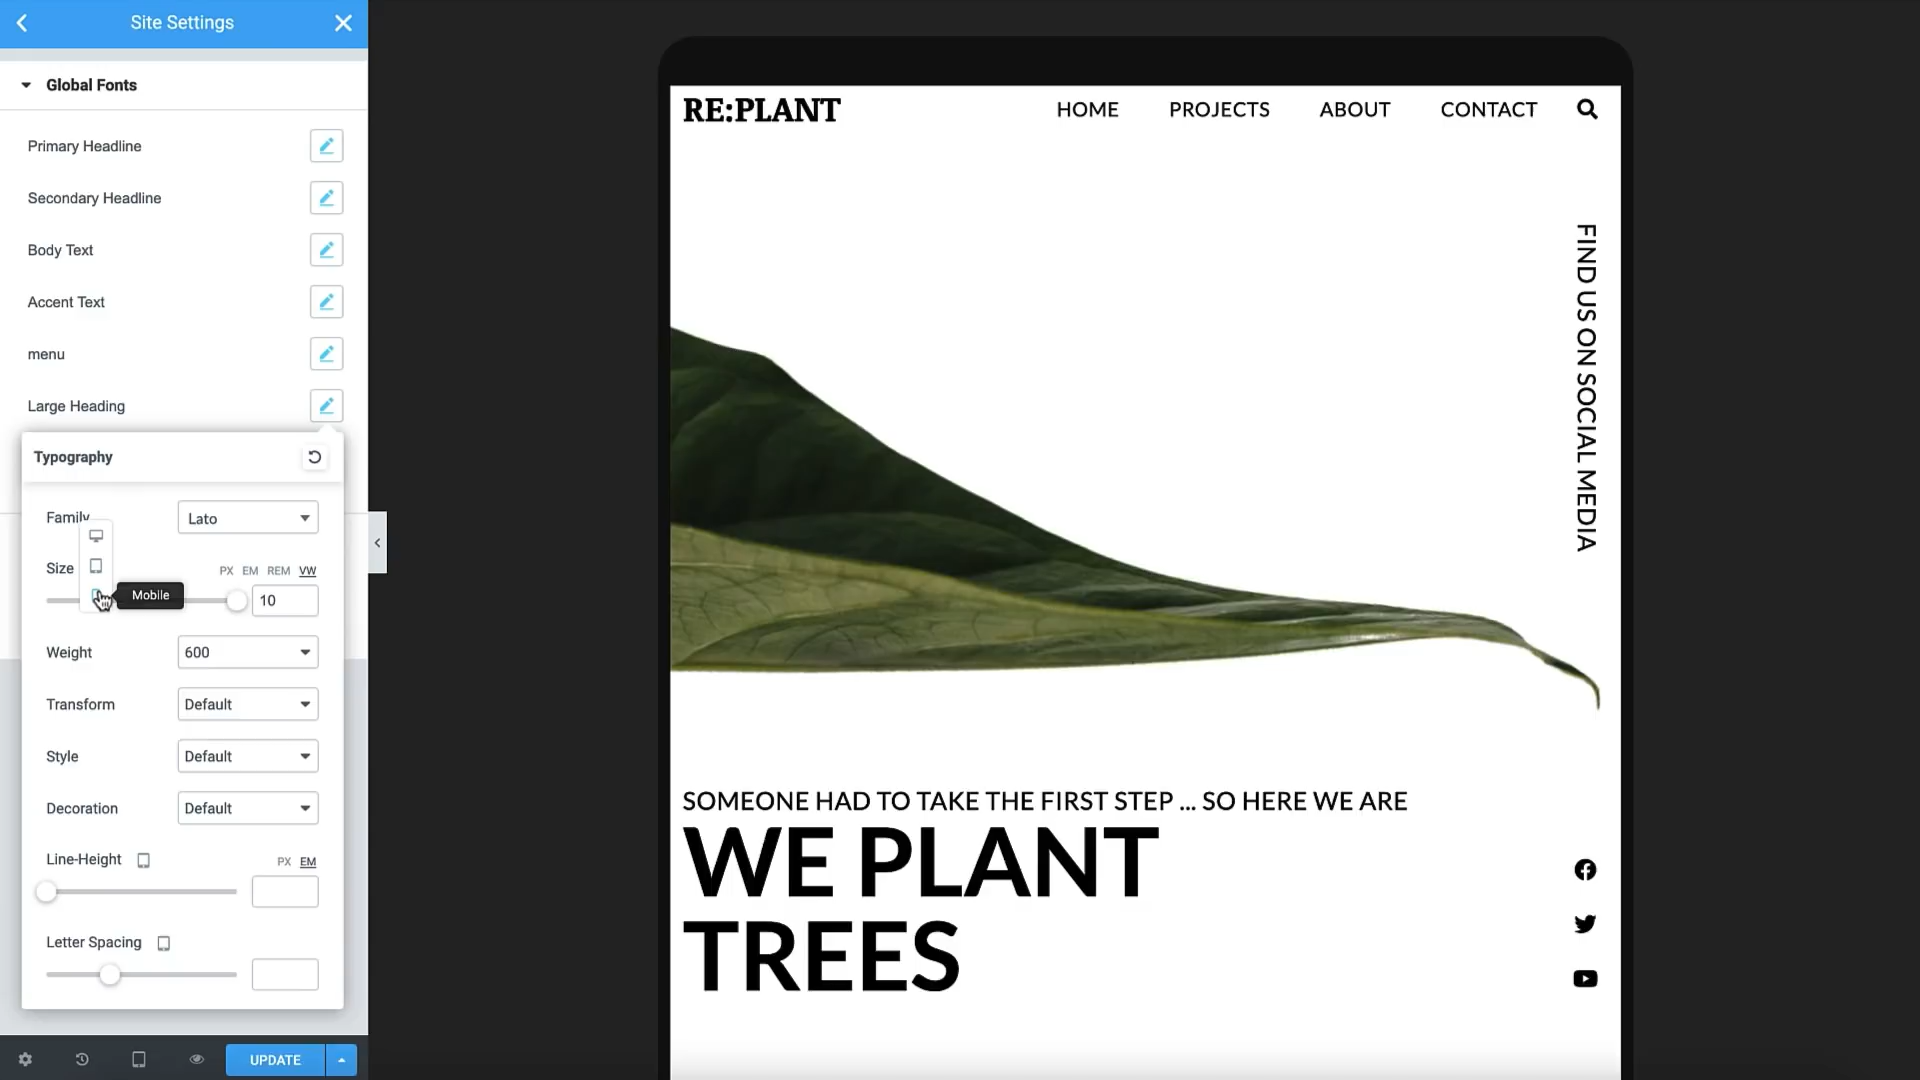 Site Settings
Global Fonts
Primary Headline
Secondary Headline
Body Text
Accent Text
menu
Large Heading
Typography
Family
Lato
Size
PX EM REM VW
Mobile
10
Weight
600
Transform
Default
Style
Default
Decoration
Default
Line-Height
PX EM
Letter Spacing
UPDATE
RE:PLANT
HOME
PROJECTS
ABOUT
CONTACT
FIND US ON SOCIAL MEDIA
SOMEONE HAD TO TAKE THE FIRST STEP ... SO HERE WE ARE
WE PLANT
TREES